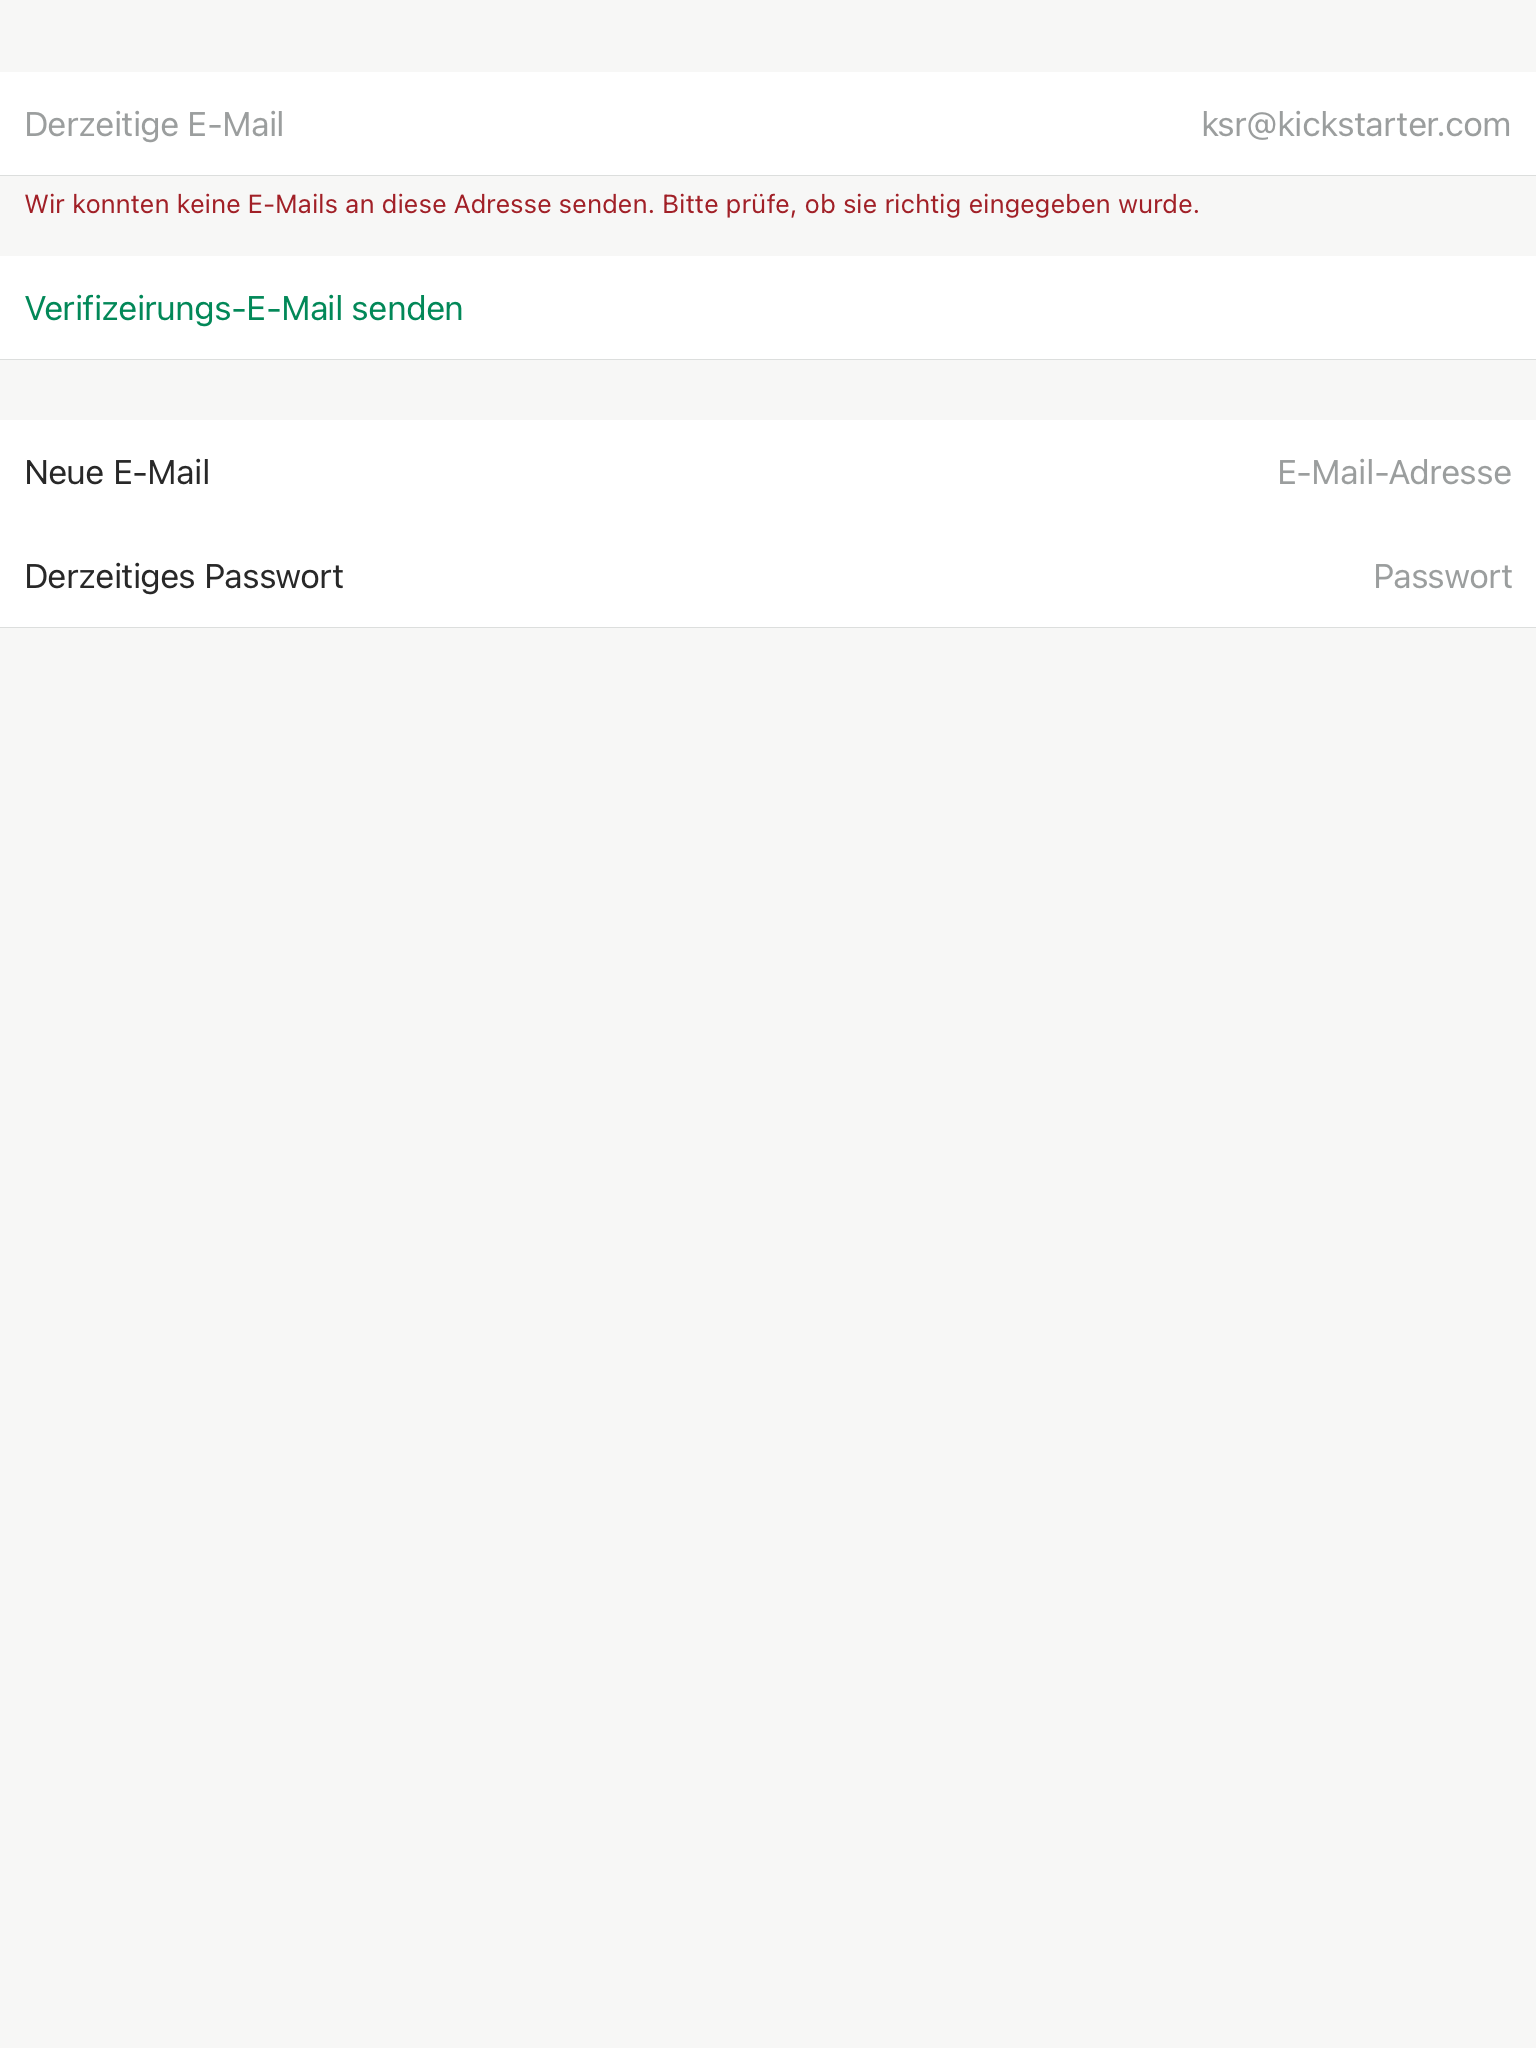 Derzeitige E-Mail ksr@kickstarter.com
Wir konnten keine E-Mails an diese Adresse senden. Bitte prüfe, ob sie richtig eingegeben wurde.
Verifizeirungs-E-Mail senden
Neue E-Mail E-Mail-Adresse
Derzeitiges Passwort Passwort